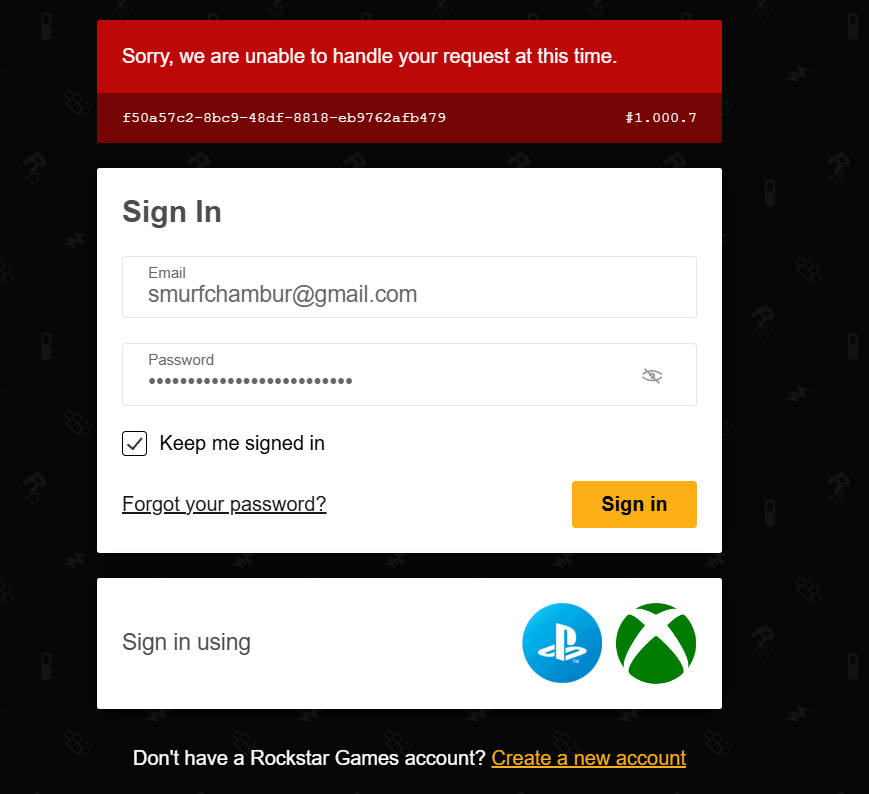 Sorry, we are unable to handle your request at this time.
f50a57c2-8bc9-48df-8818-eb9762afb479 #1.000.7
Sign In
Email
smurfchambur@gmail.com
Password
••••••••••••••••••••••••••
Keep me signed in
Forgot your password? Sign in
Sign in using
Don't have a Rockstar Games account? Create a new account